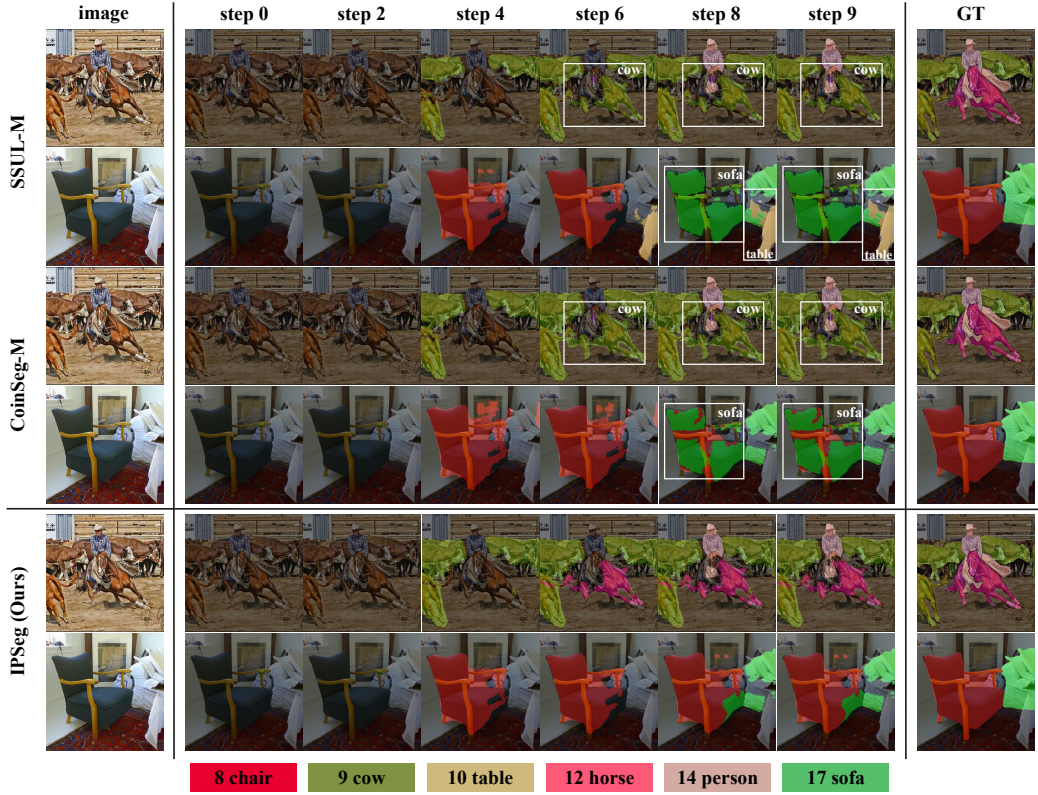 image step 0 step 2 step 4 step 6 step 8 step 9 GT
SSUL-M
cow cow cow
sofa sofa
table table
CoinSeg-M
cow cow cow
sofa sofa
IPSeg (Ours)
8 chair 9 cow 10 table 12 horse 14 person 17 sofa